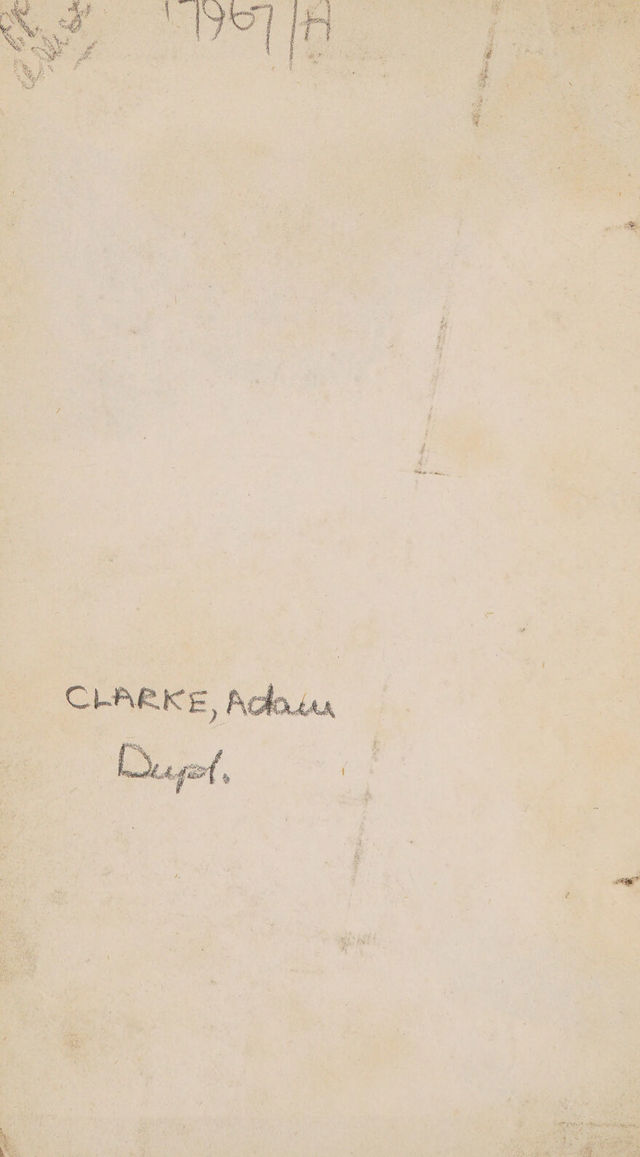 17967/A
CLARKE, Adam
Dupl.